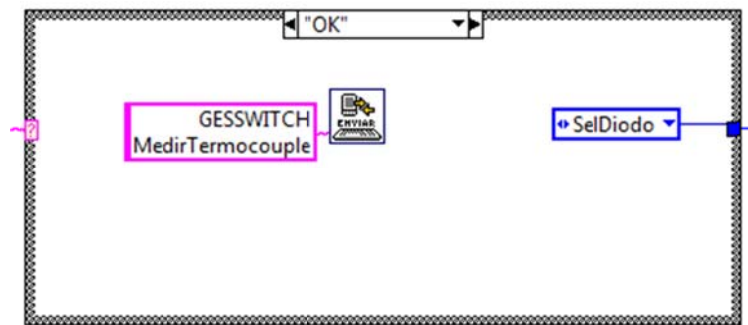 "OK"
?
GESSWITCH
MedirTermocouple
ENVIAR
SelDiodo